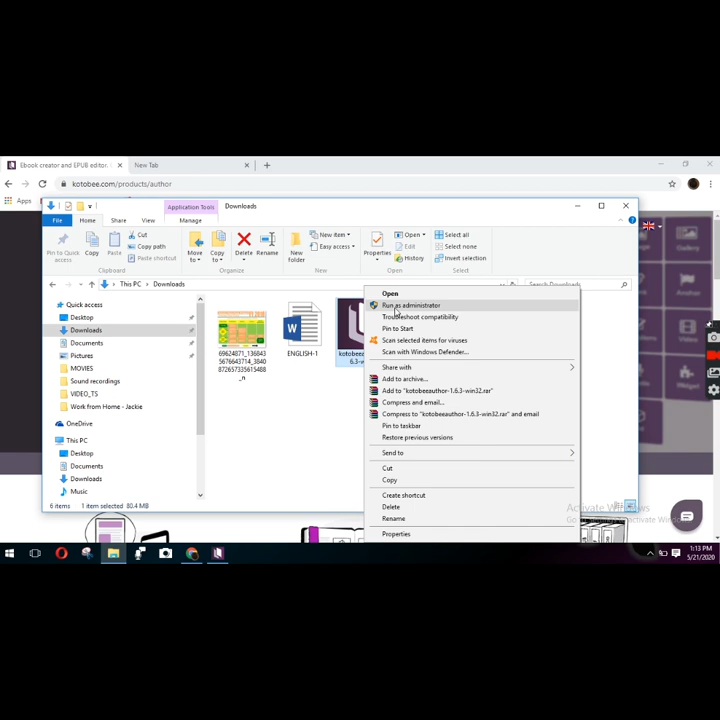 Ebook creator and EPUB editor.
New Tab
kotobee.com/products/author
Apps
Application Tools
Downloads
File
Home
Share
View
Manage
Pin to Quick access
Copy
Paste
Cut
Copy path
Paste shortcut
Move to
Copy to
Delete
Rename
New folder
New item
Easy access
Properties
Open
Edit
History
Select all
Select none
Invert selection
Clipboard
Organize
New
Open
Select
This PC
Downloads
Search Downloads
Quick access
Desktop
Downloads
Documents
Pictures
MOVIES
Sound recordings
VIDEO_TS
Work from Home - Jackie
OneDrive
This PC
Desktop
Documents
Downloads
Music
69624871_136843
5676643714_3840
872657335615488
_n
ENGLISH-1
Open
Run as administrator
Troubleshoot compatibility
Pin to Start
Scan selected items for viruses
Scan with Windows Defender...
Share with
Add to archive...
Add to "kotobeeauthor-1.6.3-win32.rar"
Compress and email...
Compress to "kotobeeauthor-1.6.3-win32.rar" and email
Pin to taskbar
Restore previous versions
Send to
Cut
Copy
Create shortcut
Delete
Rename
Properties
6 items
1 item selected 80.4 MB
Gallery
Video
Widget
Activate Windows
1:13 PM
5/21/2020